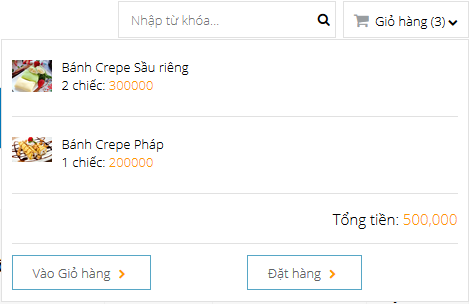 Nhập từ khóa...
Giỏ hàng (3)
Bánh Crepe Sầu riêng
2 chiếc: 300000
Bánh Crepe Pháp
1 chiếc: 200000
Tổng tiền: 500,000
Vào Giỏ hàng
Đặt hàng